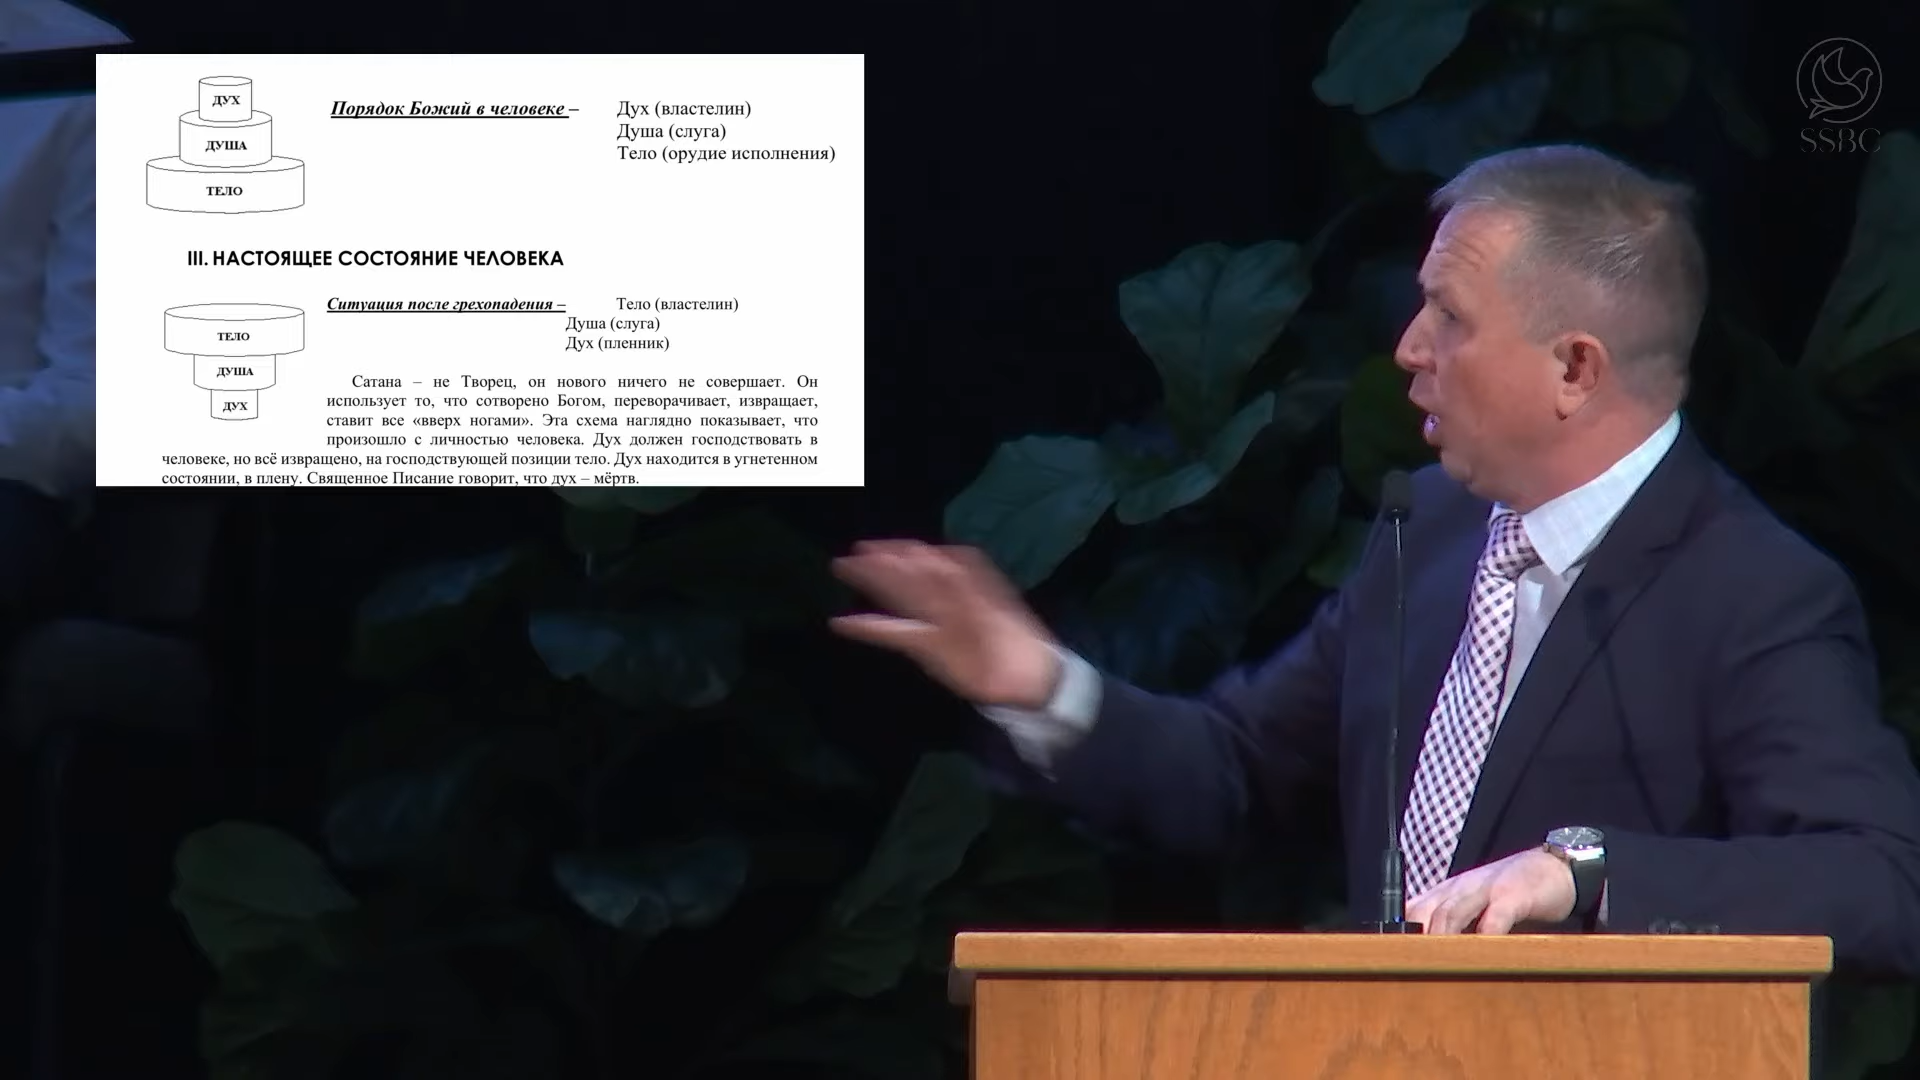 ДУХ
ДУША
ТЕЛО
Порядок Божий в человеке –
Дух (властелин)
Душа (слуга)
Тело (орудие исполнения)
III. НАСТОЯЩЕЕ СОСТОЯНИЕ ЧЕЛОВЕКА
ТЕЛО
ДУША
ДУХ
Ситуация после грехопадения – Тело (властелин)
Душа (слуга)
Дух (пленник)
Сатана – не Творец, он нового ничего не совершает. Он
использует то, что сотворено Богом, переворачивает, извращает,
ставит все «вверх ногами». Эта схема наглядно показывает, что
произошло с личностью человека. Дух должен господствовать в
человеке, но всё извращено, на господствующей позиции тело. Дух находится в угнетенном
состоянии, в плену. Священное Писание говорит, что дух – мёртв.
SSBC